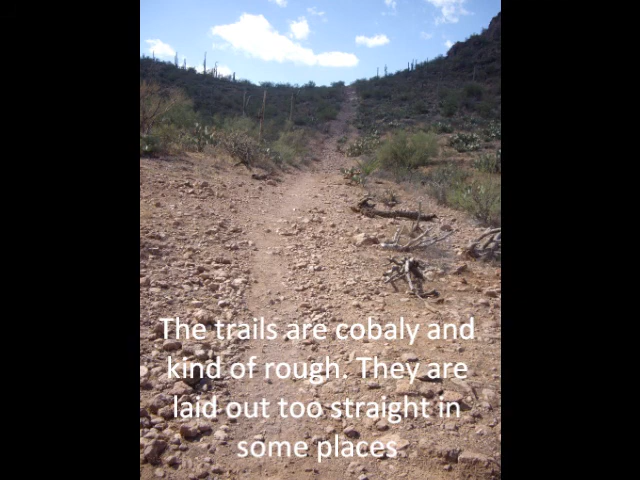 The trails are cobaly and
kind of rough. They are
laid out too straight in
some places